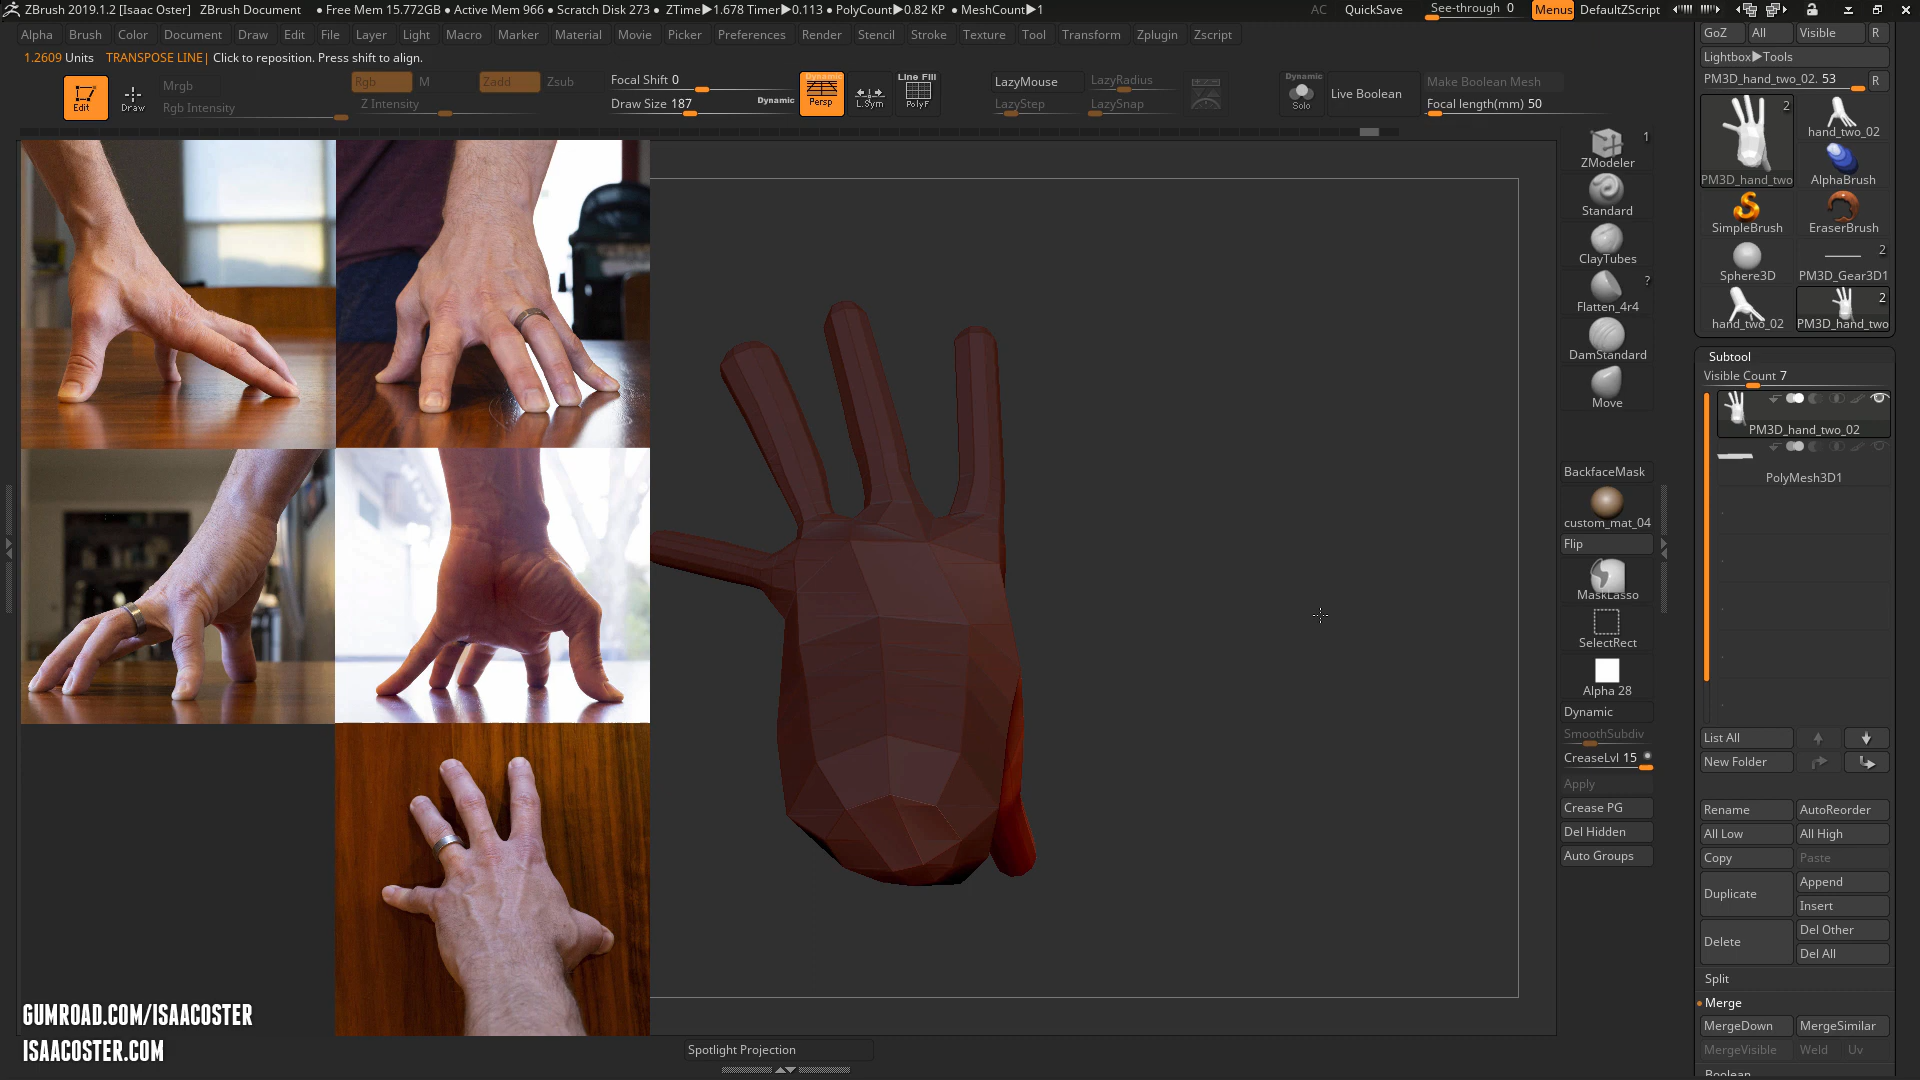 ZBrush 2019.1.2 [Isaac Oster] ZBrush Document • Free Mem 15.772GB • Active Mem 966 • Scratch Disk 273 • ZTime▶1.678 Timer▶0.113 • PolyCount▶0.82 KP • MeshCount▶1 AC QuickSave See-through 0 Menus DefaultZScript
Alpha Brush Color Document Draw Edit File Layer Light Macro Marker Material Movie Picker Preferences Render Stencil Stroke Texture Tool Transform Zplugin Zscript
1.2609 Units TRANSPOSE LINE| Click to reposition. Press shift to align.
Edit
Draw
Mrgb
Rgb Intensity
Rgb M Zadd Zsub
Z Intensity
Focal Shift 0
Draw Size 187 Dynamic
Dynamic
Persp
L.Sym
Line Fill
PolyF
LazyMouse LazyRadius
LazyStep LazySnap
Dynamic
Solo
Live Boolean
Make Boolean Mesh
Focal length(mm) 50
1
ZModeler
Standard
ClayTubes
?
Flatten_4r4
DamStandard
Move
BackfaceMask
custom_mat_04
Flip
MaskLasso
SelectRect
Alpha 28
Dynamic
SmoothSubdiv
CreaseLvl 15
Apply
Crease PG
Del Hidden
Auto Groups
GoZ All Visible R
Lightbox▶Tools
PM3D_hand_two_02. 53 R
2
PM3D_hand_two
hand_two_02
AlphaBrush
SimpleBrush EraserBrush
2
Sphere3D PM3D_Gear3D1
2
hand_two_02 PM3D_hand_two
Subtool
Visible Count 7
PM3D_hand_two_02
PolyMesh3D1
List All
New Folder
Rename AutoReorder
All Low All High
Copy Paste
Duplicate Append
Insert
Delete Del Other
Del All
Split
Merge
MergeDown MergeSimilar
MergeVisible Weld Uv
Boolean
GUMROAD.COM/ISAACOSTER
ISAACOSTER.COM
Spotlight Projection